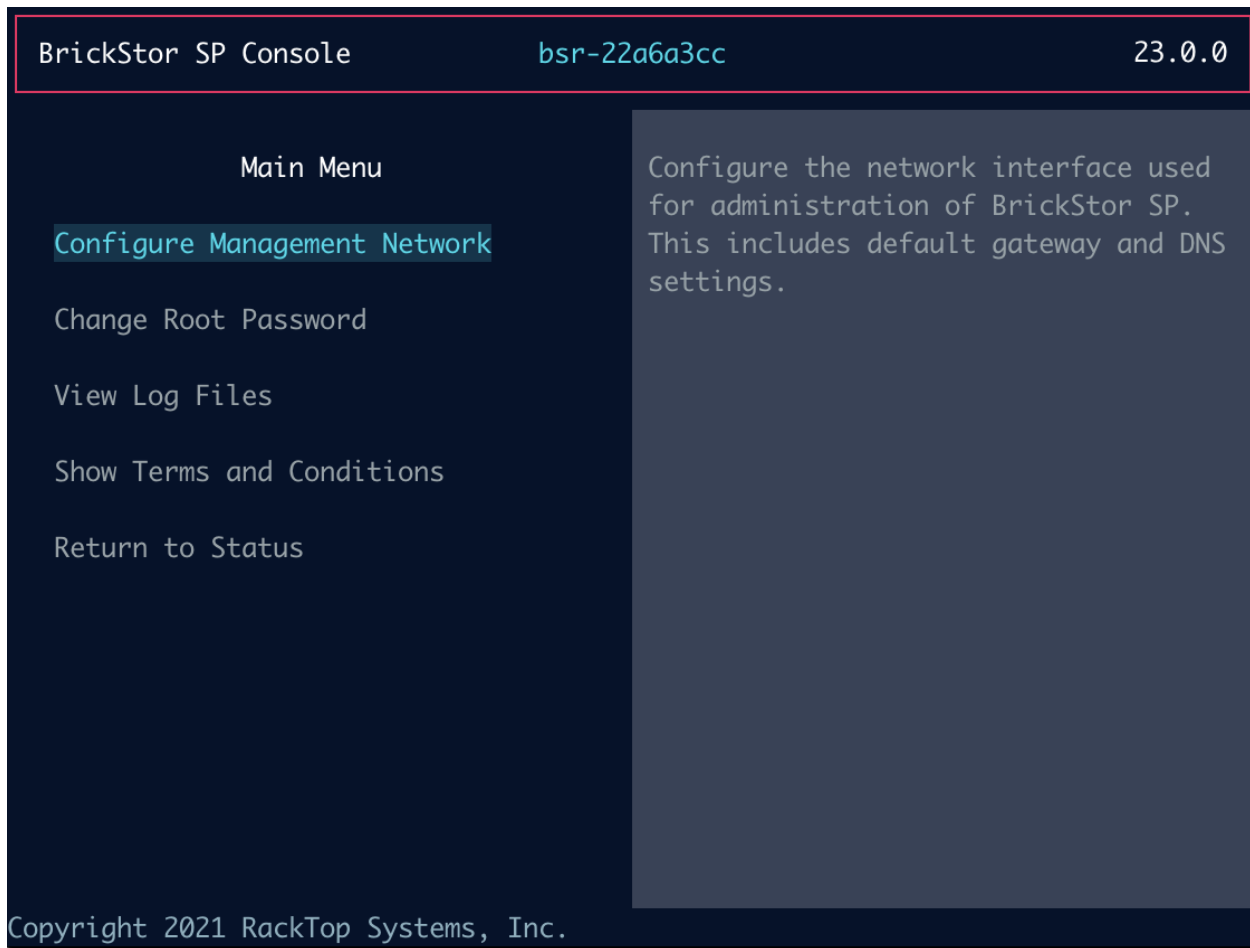 BrickStor SP Console bsr-22a6a3cc 23.0.0
Main Menu
Configure Management Network
Change Root Password
View Log Files
Show Terms and Conditions
Return to Status
Configure the network interface used
for administration of BrickStor SP.
This includes default gateway and DNS
settings.
Copyright 2021 RackTop Systems, Inc.